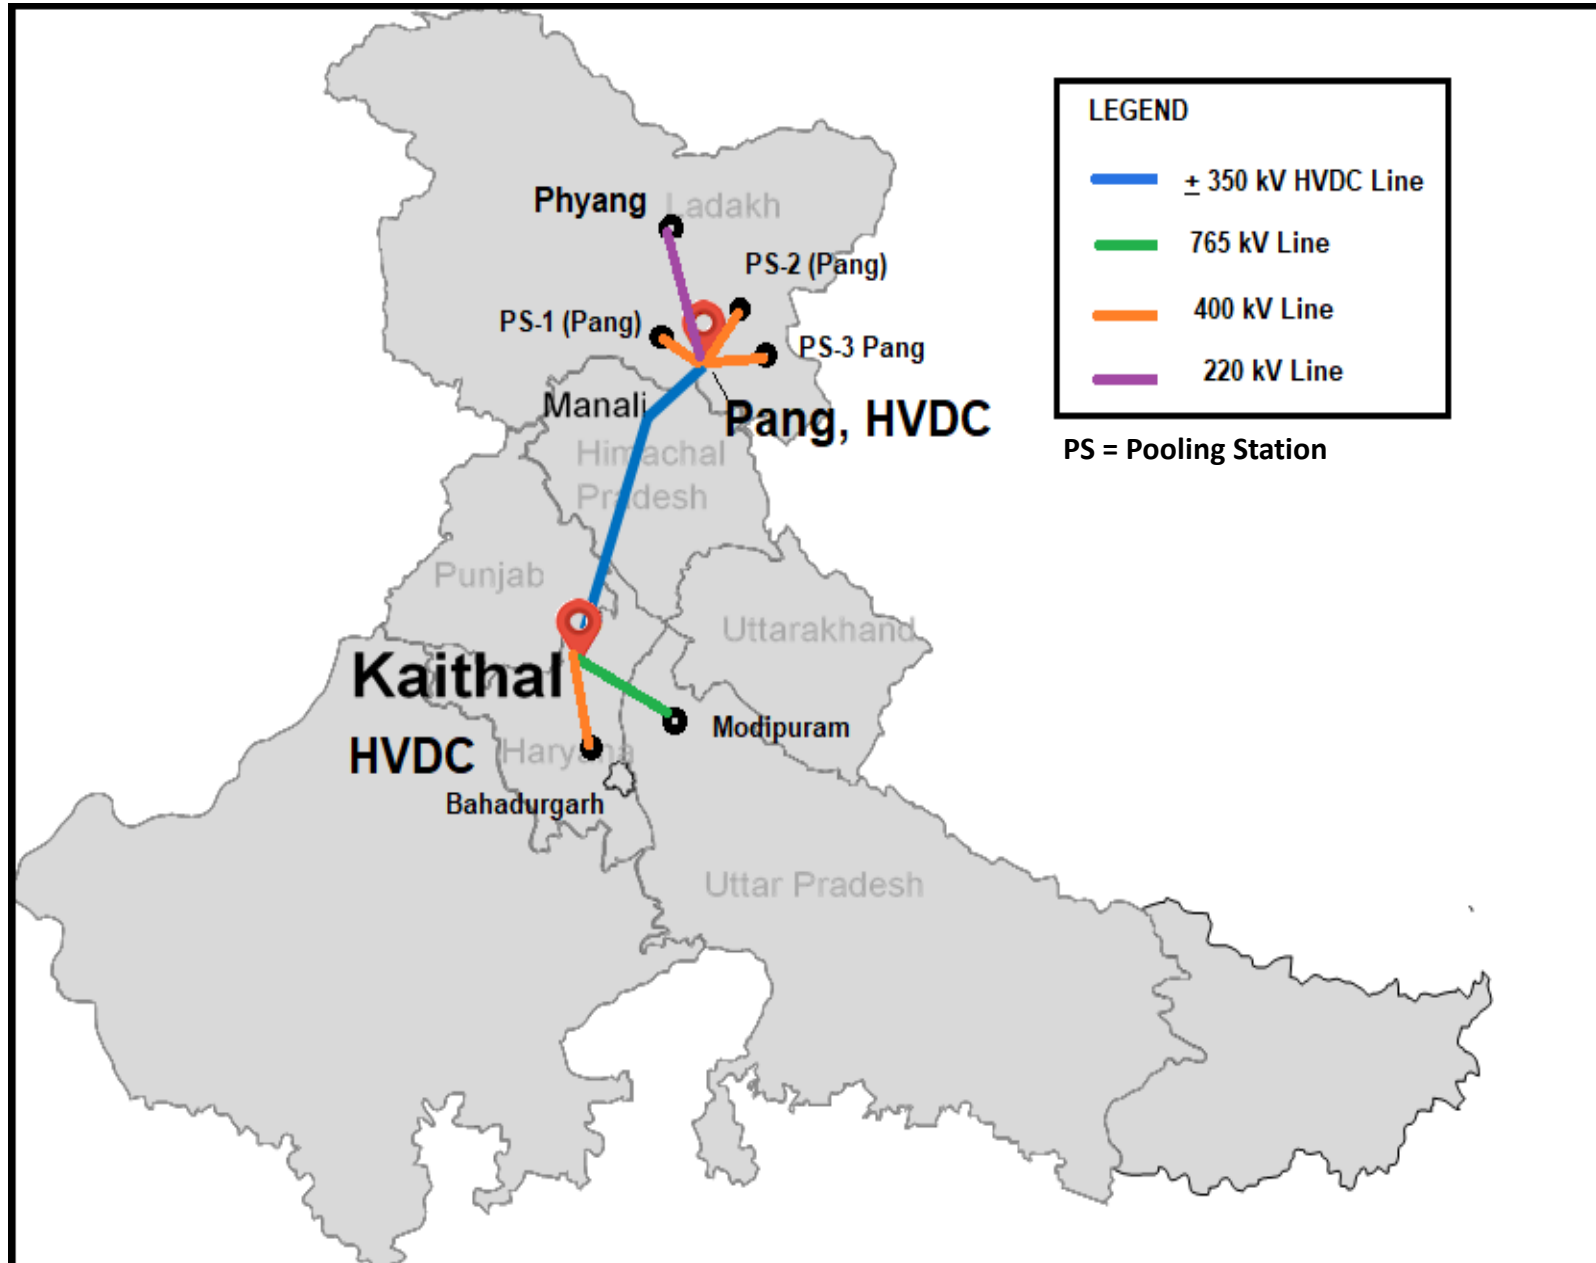 LEGEND
± 350 kV HVDC Line
765 kV Line
400 kV Line
220 kV Line
PS = Pooling Station
Phyang
Ladakh
PS-2 (Pang)
PS-1 (Pang)
PS-3 Pang
Manali
Pang, HVDC
Himachal
Pradesh
Punjab
Uttarakhand
Kaithal
HVDC
Modipuram
Haryana
Bahadurgarh
Uttar Pradesh